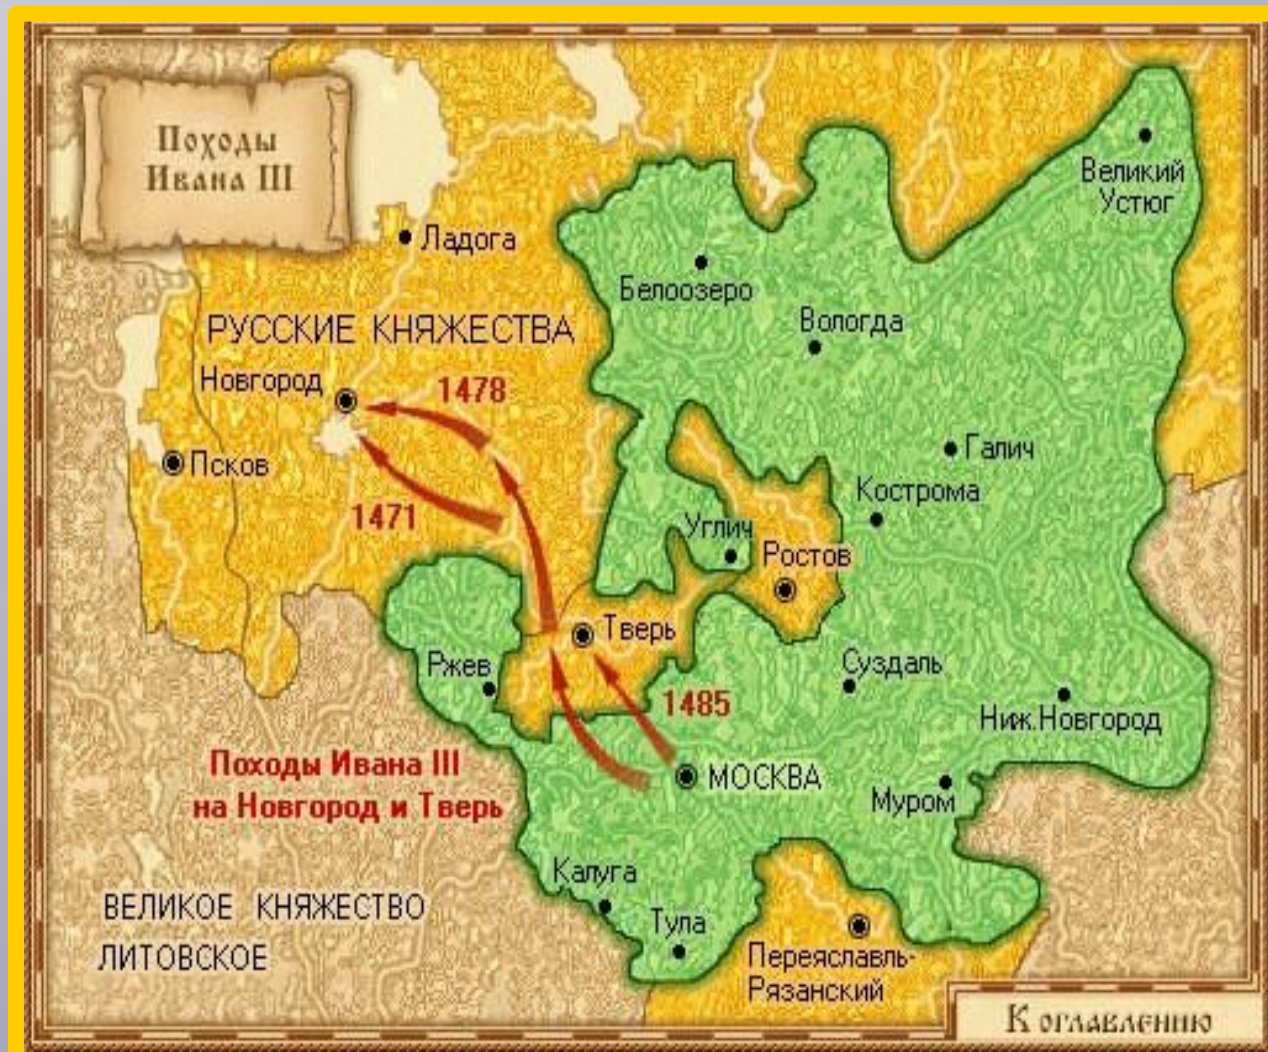 Походы
Ивана III
Великий
Устюг
Ладога
Белоозеро
Вологда
РУССКИЕ КНЯЖЕСТВА
Новгород
1478
Псков
Галич
Кострома
1471
Углич
Ростов
Тверь
Ржев
Суздаль
1485
Ниж.Новгород
Походы Ивана III
на Новгород и Тверь
МОСКВА
Муром
Калуга
ВЕЛИКОЕ КНЯЖЕСТВО
ЛИТОВСКОЕ
Тула
Переяславль-
Рязанский
К оглавлению